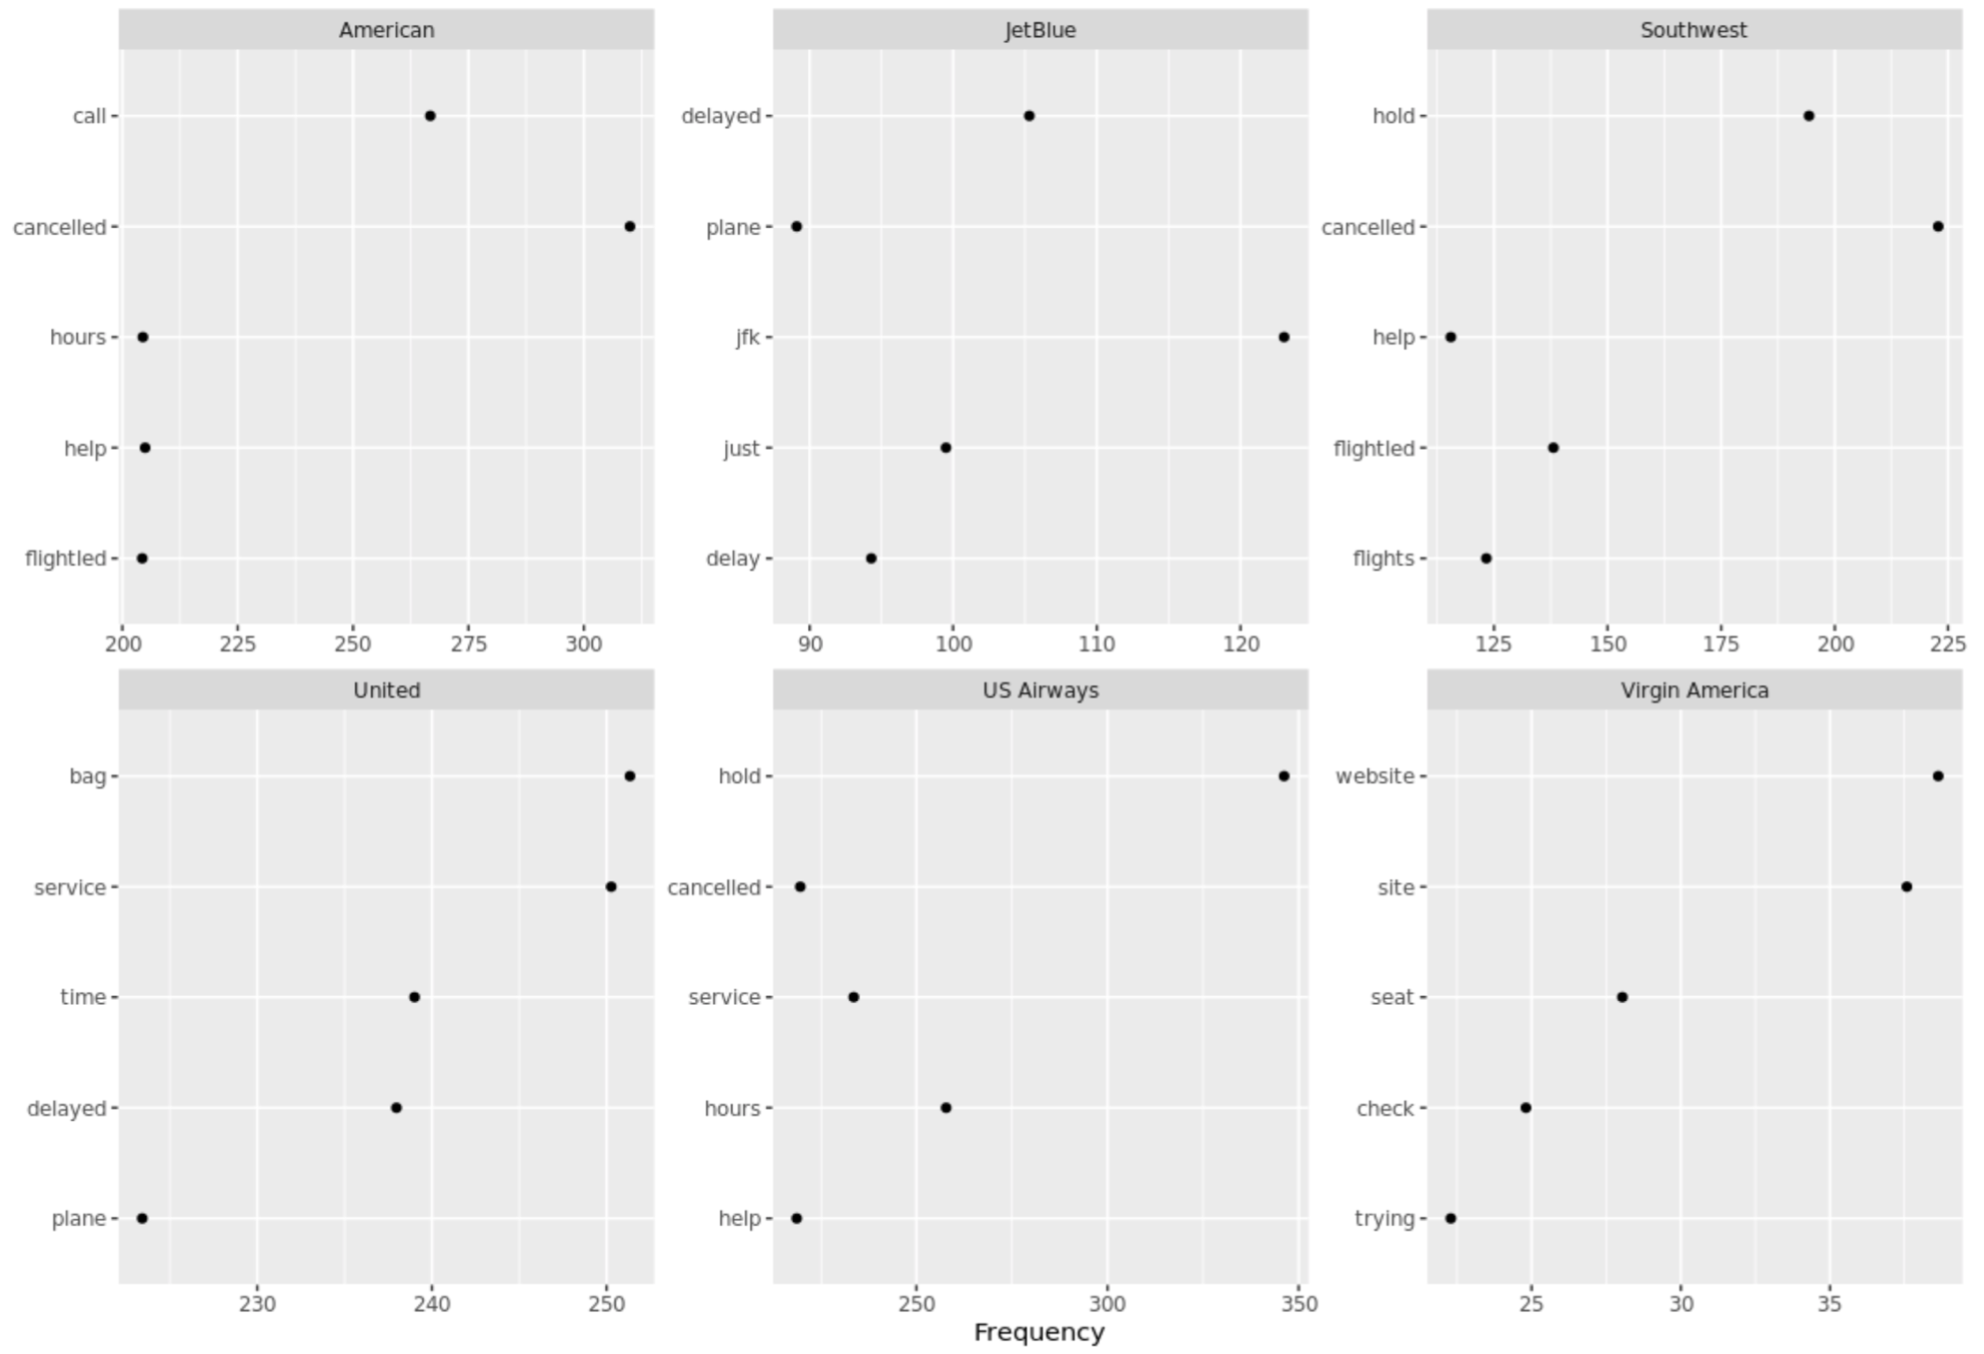 American
call
cancelled
hours
help
flightled
200 225 250 275 300
JetBlue
delayed
plane
jfk
just
delay
90 100 110 120
Southwest
hold
cancelled
help
flightled
flights
125 150 175 200 225
United
bag
service
time
delayed
plane
230 240 250
US Airways
hold
cancelled
service
hours
help
250 300 350
Virgin America
website
site
seat
check
trying
25 30 35
Frequency